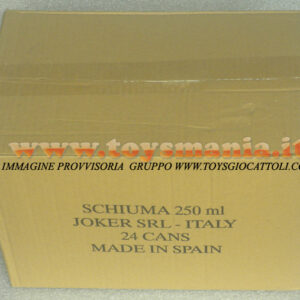 www.toysmania.it
IMMAGINE PROVVISORIA GRUPPO WWW.TOYSGIOCATTOLI.
SCHIUMA 250 ml
JOKER SRL - ITALY
24 CANS
MADE IN SPAIN